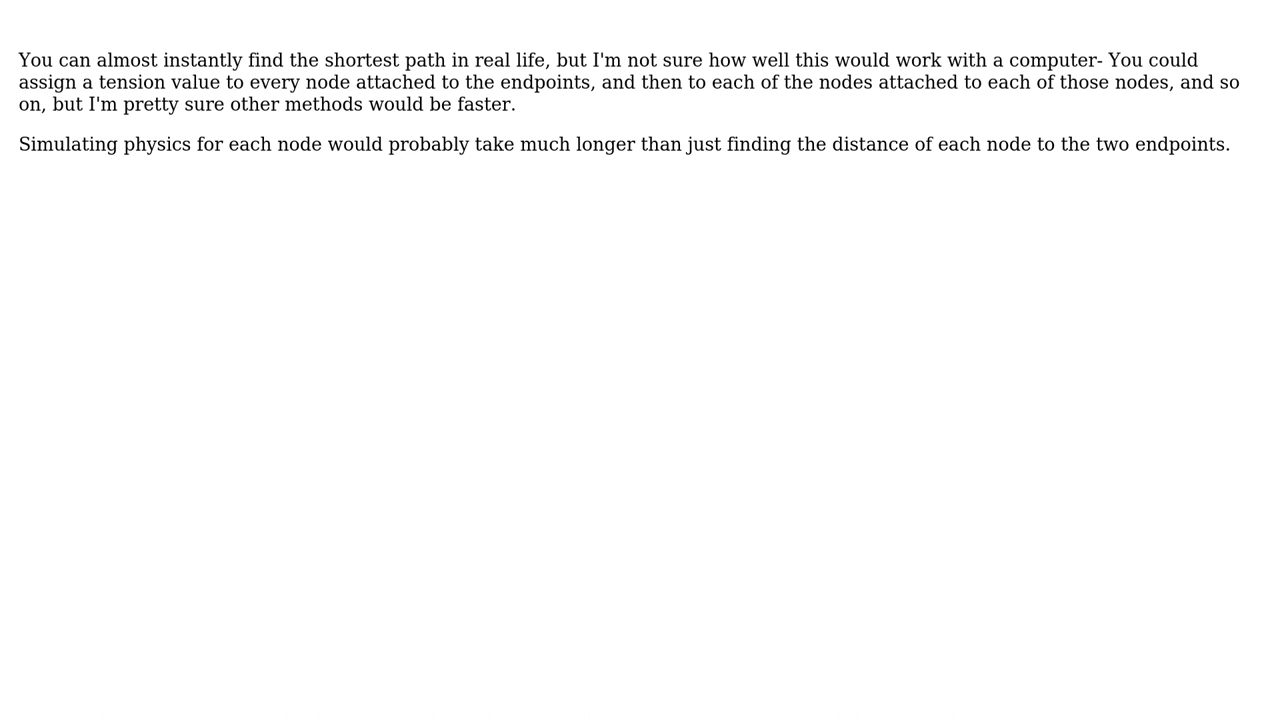 You can almost instantly find the shortest path in real life, but I'm not sure how well this would work with a computer- You could
assign a tension value to every node attached to the endpoints, and then to each of the nodes attached to each of those nodes, and so
on, but I'm pretty sure other methods would be faster.
Simulating physics for each node would probably take much longer than just finding the distance of each node to the two endpoints.